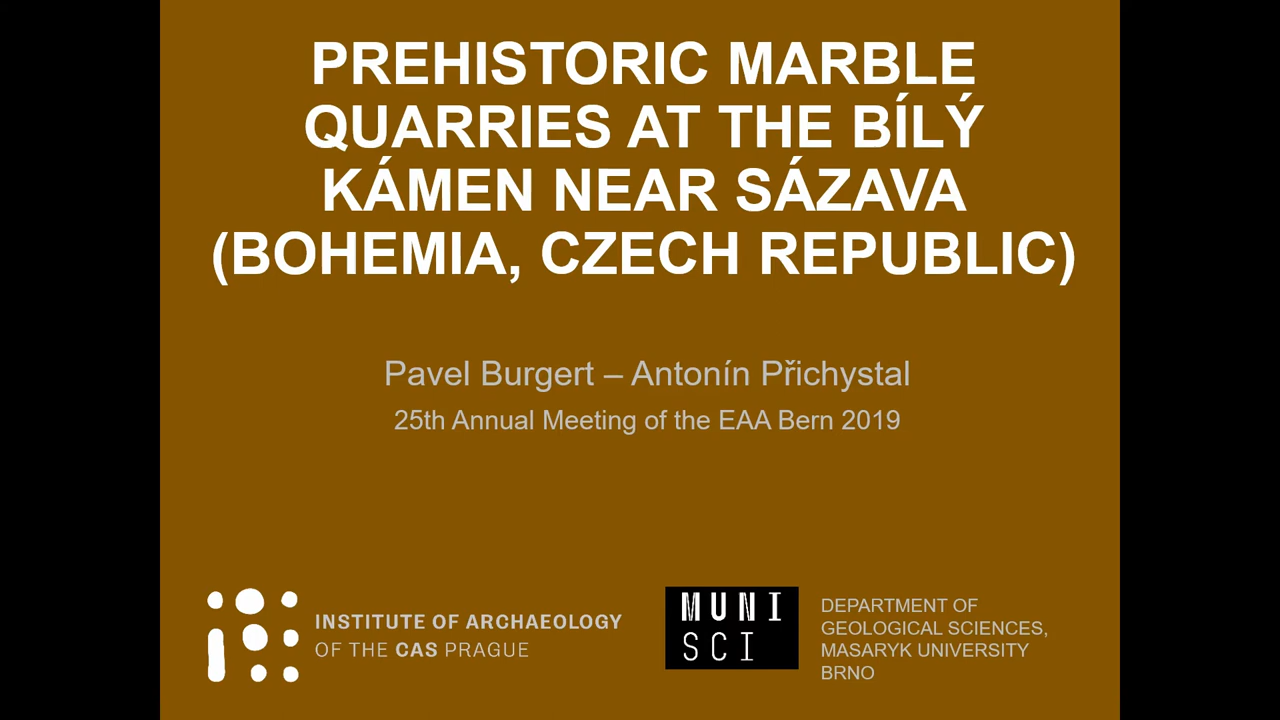 PREHISTORIC MARBLE
QUARRIES AT THE BÍLÝ
KÁMEN NEAR SÁZAVA
(BOHEMIA, CZECH REPUBLIC)
Pavel Burgert – Antonín Přichystal
25th Annual Meeting of the EAA Bern 2019
INSTITUTE OF ARCHAEOLOGY
OF THE CAS PRAGUE
MUNI
SCI
DEPARTMENT OF
GEOLOGICAL SCIENCES,
MASARYK UNIVERSITY
BRNO